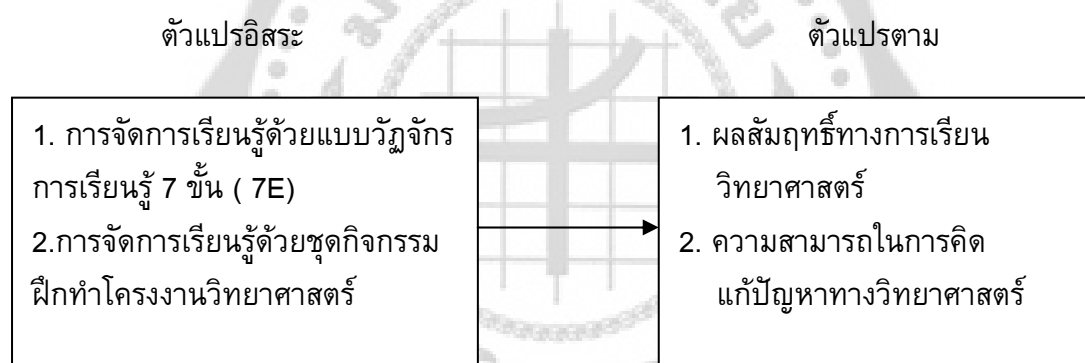 ตัวแปรอิสระ
ตัวแปรตาม
1. การจัดการเรียนรู้ด้วยแบบวัฏจักร
การเรียนรู้ 7 ขั้น ( 7E)
2.การจัดการเรียนรู้ด้วยชุดกิจกรรม
ฝึกทำโครงงานวิทยาศาสตร์
1. ผลสัมฤทธิ์ทางการเรียน
วิทยาศาสตร์
2. ความสามารถในการคิด
แก้ปัญหาทางวิทยาศาสตร์